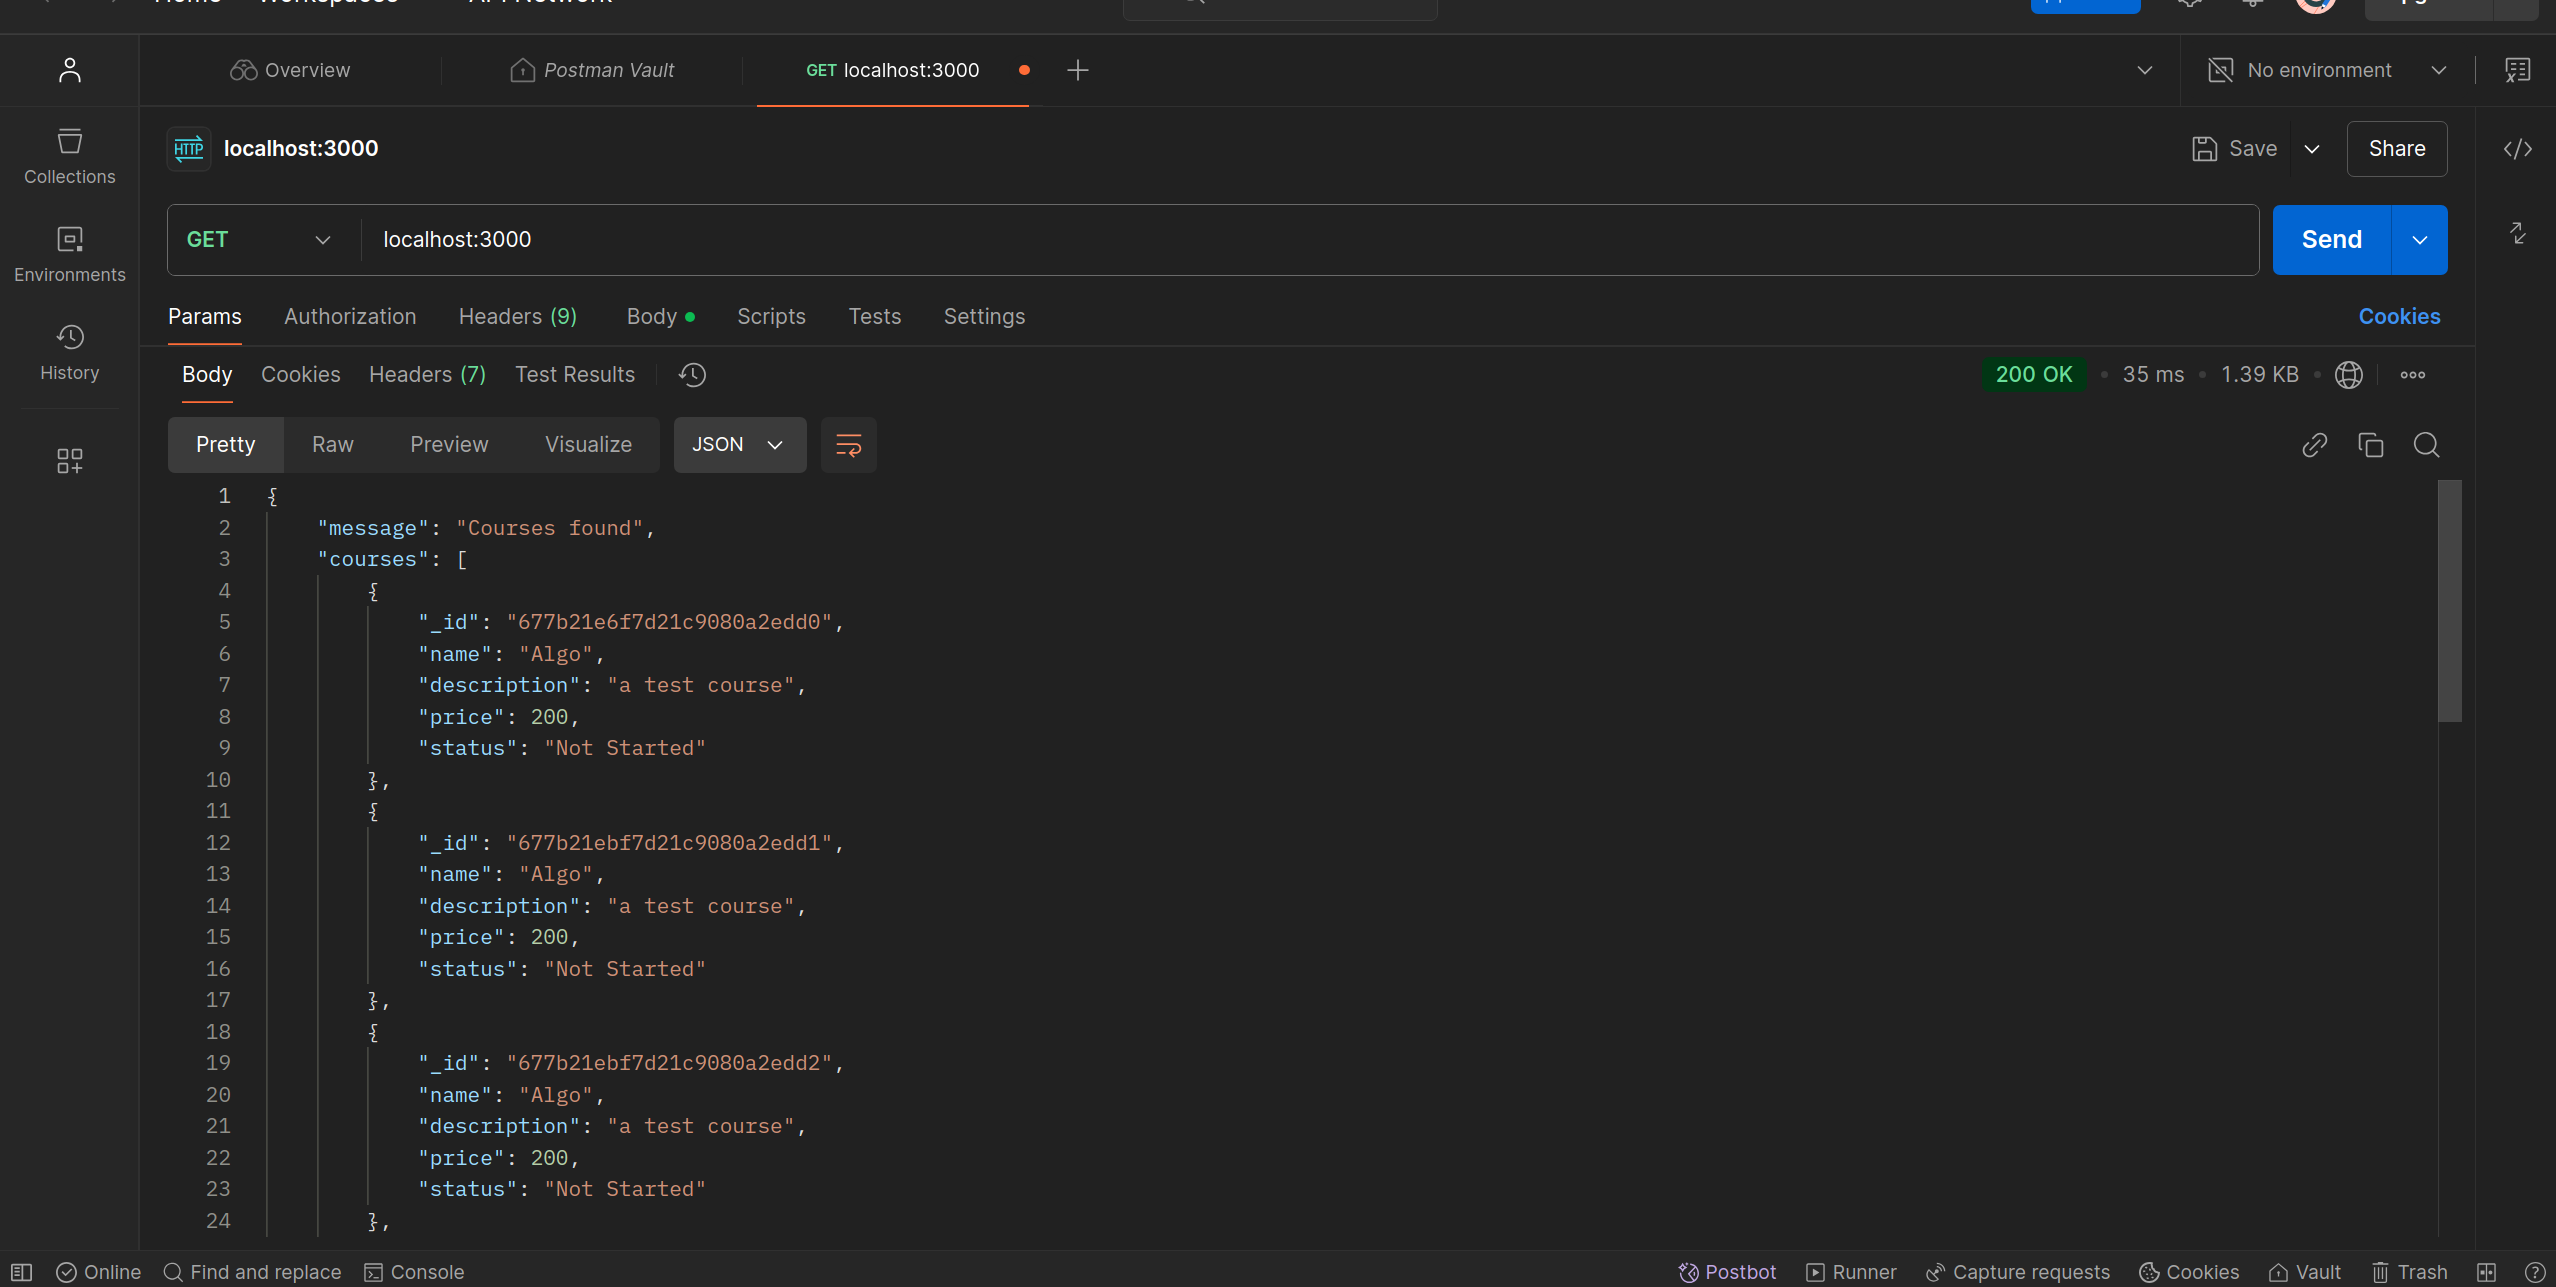 Home Workspaces API Network
Overview Postman Vault GET localhost:3000 No environment
HTTP localhost:3000 Save Share
GET localhost:3000 Send
Collections
Environments
History
Params Authorization Headers (9) Body Scripts Tests Settings Cookies
Body Cookies Headers (7) Test Results 200 OK 35 ms 1.39 KB
Pretty Raw Preview Visualize JSON
1 {
2 "message": "Courses found",
3 "courses": [
4 {
5 "_id": "677b21e6f7d21c9080a2edd0",
6 "name": "Algo",
7 "description": "a test course",
8 "price": 200,
9 "status": "Not Started"
10 },
11 {
12 "_id": "677b21ebf7d21c9080a2edd1",
13 "name": "Algo",
14 "description": "a test course",
15 "price": 200,
16 "status": "Not Started"
17 },
18 {
19 "_id": "677b21ebf7d21c9080a2edd2",
20 "name": "Algo",
21 "description": "a test course",
22 "price": 200,
23 "status": "Not Started"
24 },
Online Find and replace Console Postbot Runner Capture requests Cookies Vault Trash